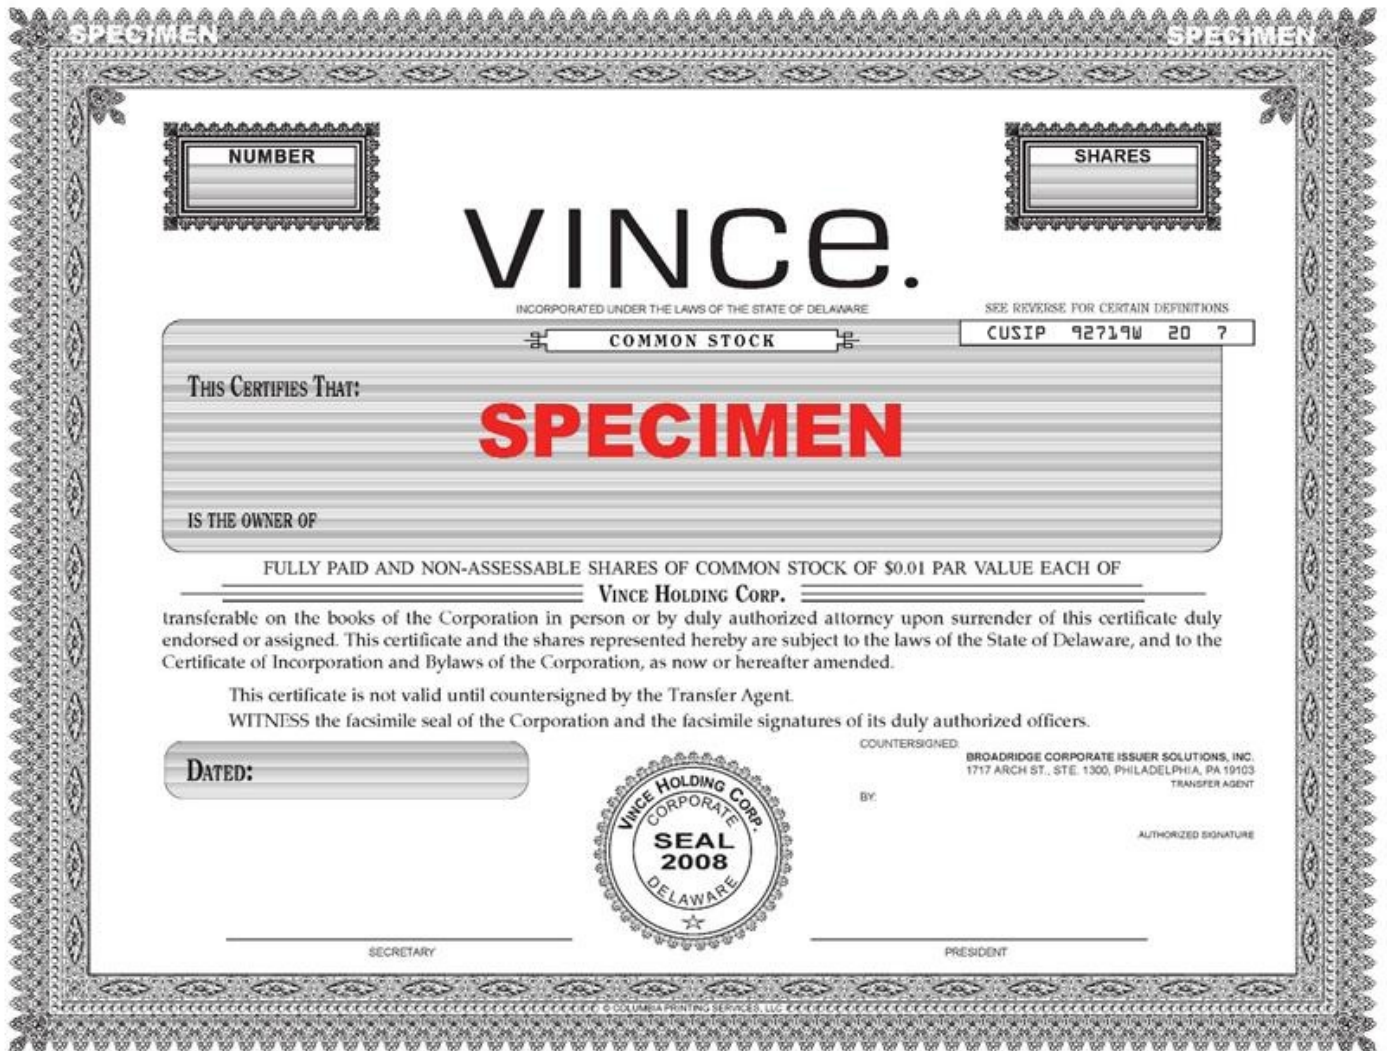 SPECIMEN SPECIMEN
NUMBER
SHARES
VINCE.
INCORPORATED UNDER THE LAWS OF THE STATE OF DELAWARE
SEE REVERSE FOR CERTAIN DEFINITIONS
COMMON STOCK
CUSIP 92719W 20 7
THIS CERTIFIES THAT:
SPECIMEN
IS THE OWNER OF
FULLY PAID AND NON-ASSESSABLE SHARES OF COMMON STOCK OF $0.01 PAR VALUE EACH OF
VINCE HOLDING CORP.
transferable on the books of the Corporation in person or by duly authorized attorney upon surrender of this certificate duly
endorsed or assigned. This certificate and the shares represented hereby are subject to the laws of the State of Delaware, and to the
Certificate of Incorporation and Bylaws of the Corporation, as now or hereafter amended.
This certificate is not valid until countersigned by the Transfer Agent.
WITNESS the facsimile seal of the Corporation and the facsimile signatures of its duly authorized officers.
DATED:
COUNTERSIGNED:
BROADRIDGE CORPORATE ISSUER SOLUTIONS, INC.
1717 ARCH ST., STE. 1300, PHILADELPHIA, PA 19103
TRANSFER AGENT
BY:
AUTHORIZED SIGNATURE
VINCE HOLDING CORP.
CORPORATE
SEAL
2008
DELAWARE
SECRETARY
PRESIDENT
© COLUMBIA PRINTING SERVICES, LLC